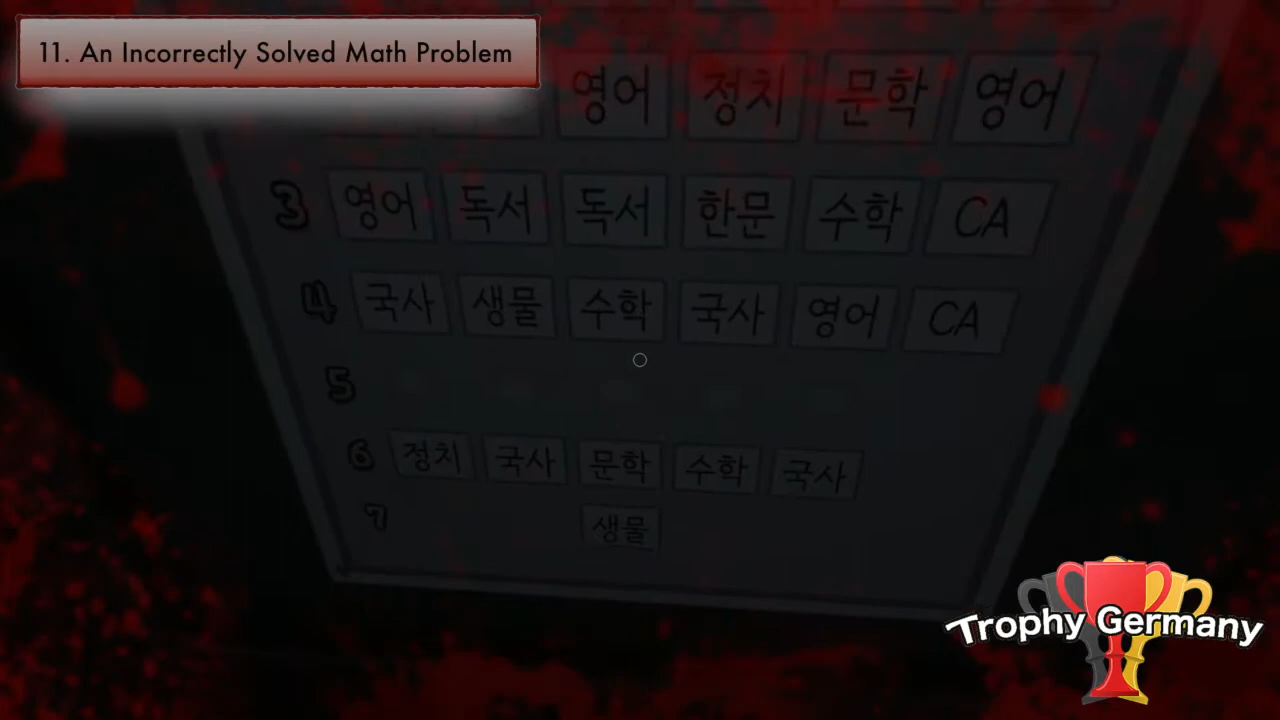 11. An Incorrectly Solved Math Problem
영어 정치 문학 영어
3 영어 독서 독서 한문 수학 CA
4 국사 생물 수학 국사 영어 CA
5
6 정치 국사 문학 수학 국사
7 생물
Trophy Germany